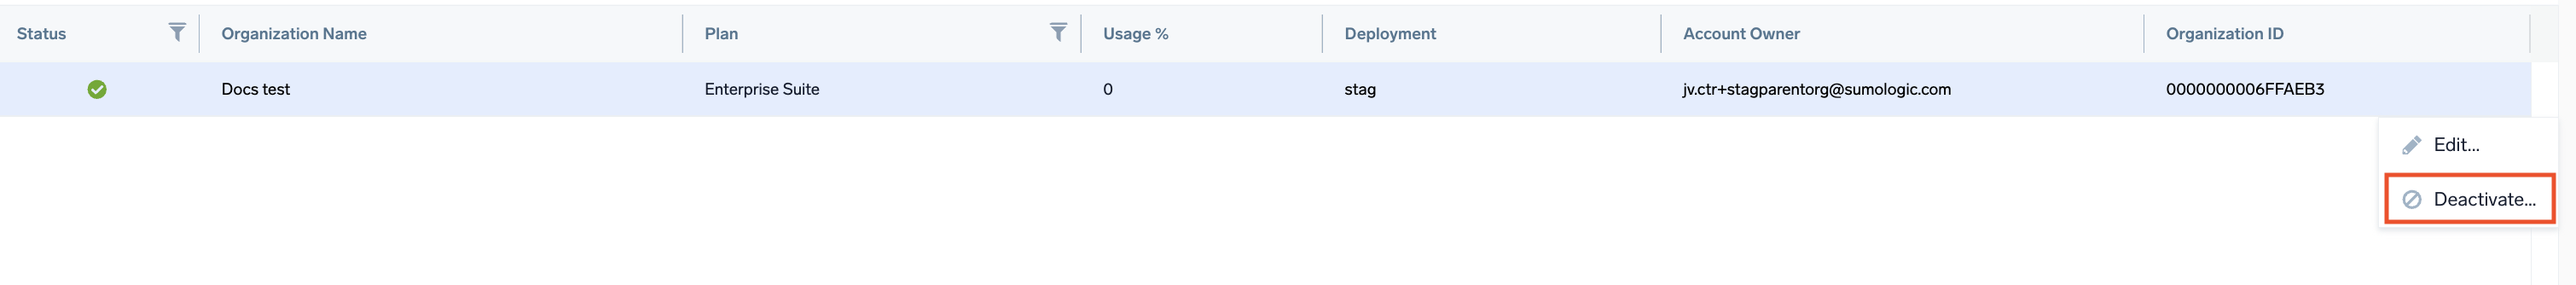 Status Organization Name Plan Usage % Deployment Account Owner Organization ID
Docs test Enterprise Suite 0 stag jv.ctr+stagparentorg@sumologic.com 0000000006FFAEB3
Edit...
Deactivate...